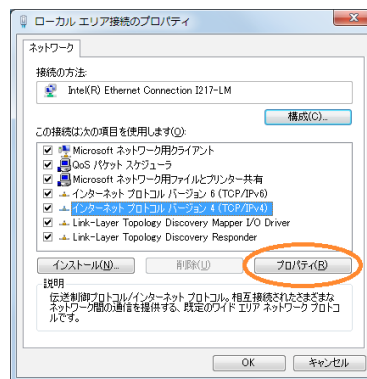 ローカル エリア接続のプロパティ
ネットワーク
接続の方法:
Intel(R) Ethernet Connection I217-LM
構成(C)...
この接続は次の項目を使用します(O):
Microsoft ネットワーク用クライアント
QoS パケット スケジューラ
Microsoft ネットワーク用ファイルとプリンター共有
インターネット プロトコル バージョン 6 (TCP/IPv6)
インターネット プロトコル バージョン 4 (TCP/IPv4)
Link-Layer Topology Discovery Mapper I/O Driver
Link-Layer Topology Discovery Responder
インストール(N)...
削除(U)
プロパティ(R)
説明
伝送制御プロトコル/インターネット プロトコル。相互接続されたさまざまな
ネットワーク間の通信を提供する、既定のワイド エリア ネットワーク プロトコ
ルです。
OK
キャンセル